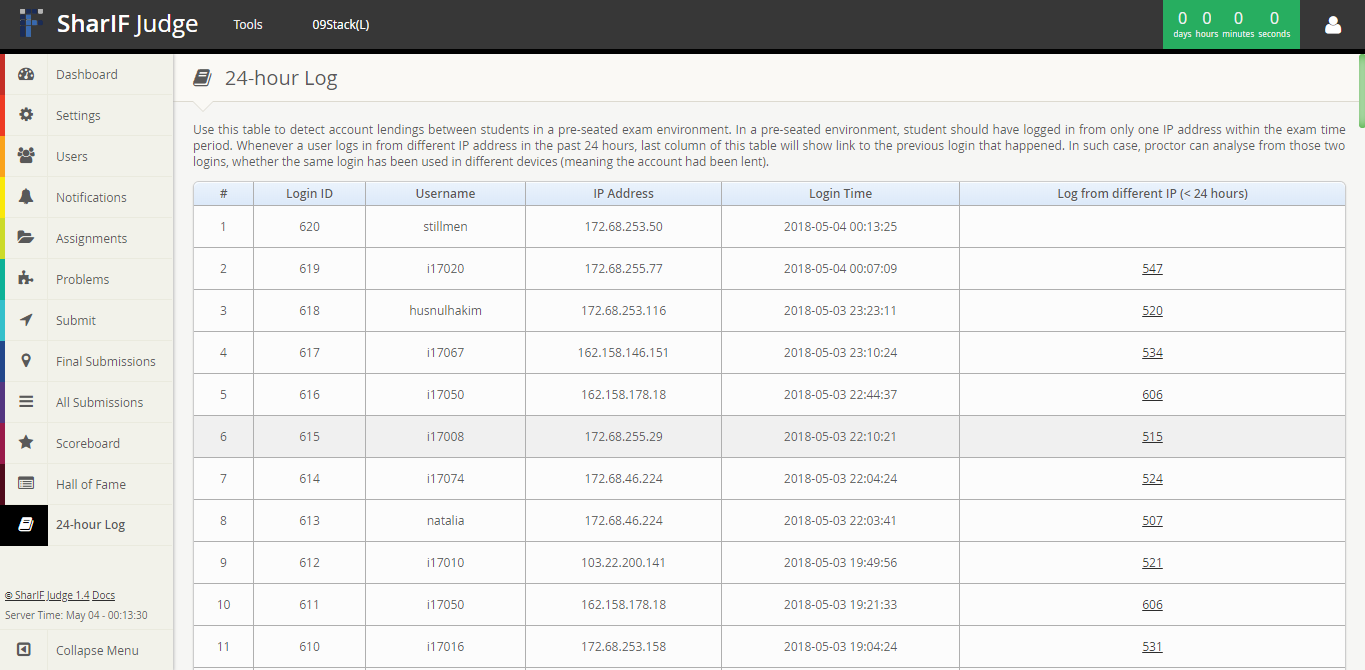 SharIF Judge Tools 09Stack(L)
0 0 0 0
days hours minutes seconds
Dashboard
Settings
Users
Notifications
Assignments
Problems
Submit
Final Submissions
All Submissions
Scoreboard
Hall of Fame
24-hour Log
© SharIF Judge 1.4 Docs
Server Time: May 04 - 00:13:30
Collapse Menu
24-hour Log
Use this table to detect account lendings between students in a pre-seated exam environment. In a pre-seated environment, student should have logged in from only one IP address within the exam time
period. Whenever a user logs in from different IP address in the past 24 hours, last column of this table will show link to the previous login that happened. In such case, proctor can analyse from those two
logins, whether the same login has been used in different devices (meaning the account had been lent).
# Login ID Username IP Address Login Time Log from different IP (< 24 hours)
1 620 stillmen 172.68.253.50 2018-05-04 00:13:25
2 619 i17020 172.68.255.77 2018-05-04 00:07:09 547
3 618 husnulhakim 172.68.253.116 2018-05-03 23:23:11 520
4 617 i17067 162.158.146.151 2018-05-03 23:10:24 534
5 616 i17050 162.158.178.18 2018-05-03 22:44:37 606
6 615 i17008 172.68.255.29 2018-05-03 22:10:21 515
7 614 i17074 172.68.46.224 2018-05-03 22:04:24 524
8 613 natalia 172.68.46.224 2018-05-03 22:03:41 507
9 612 i17010 103.22.200.141 2018-05-03 19:49:56 521
10 611 i17050 162.158.178.18 2018-05-03 19:21:33 606
11 610 i17016 172.68.253.158 2018-05-03 19:04:24 531